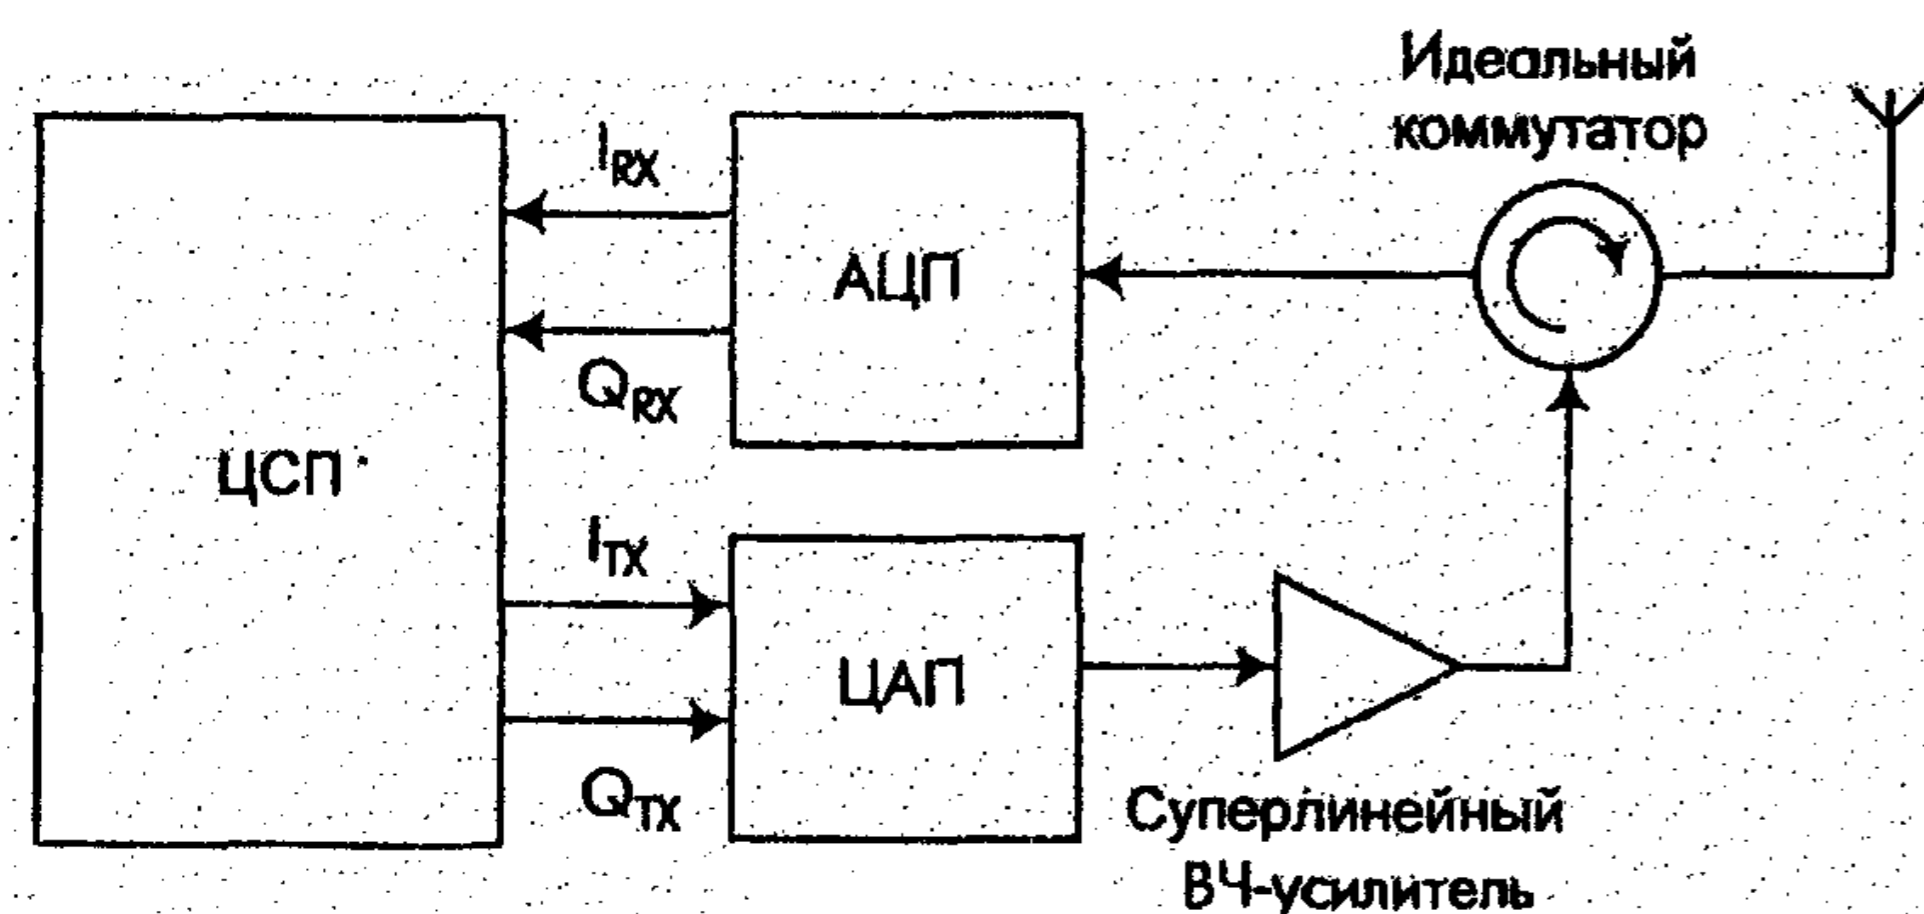 Идеальный
коммутатор
I_RX
АЦП
Q_RX
ЦСП
I_TX
ЦАП
Q_TX
Суперлинейный
ВЧ-усилитель